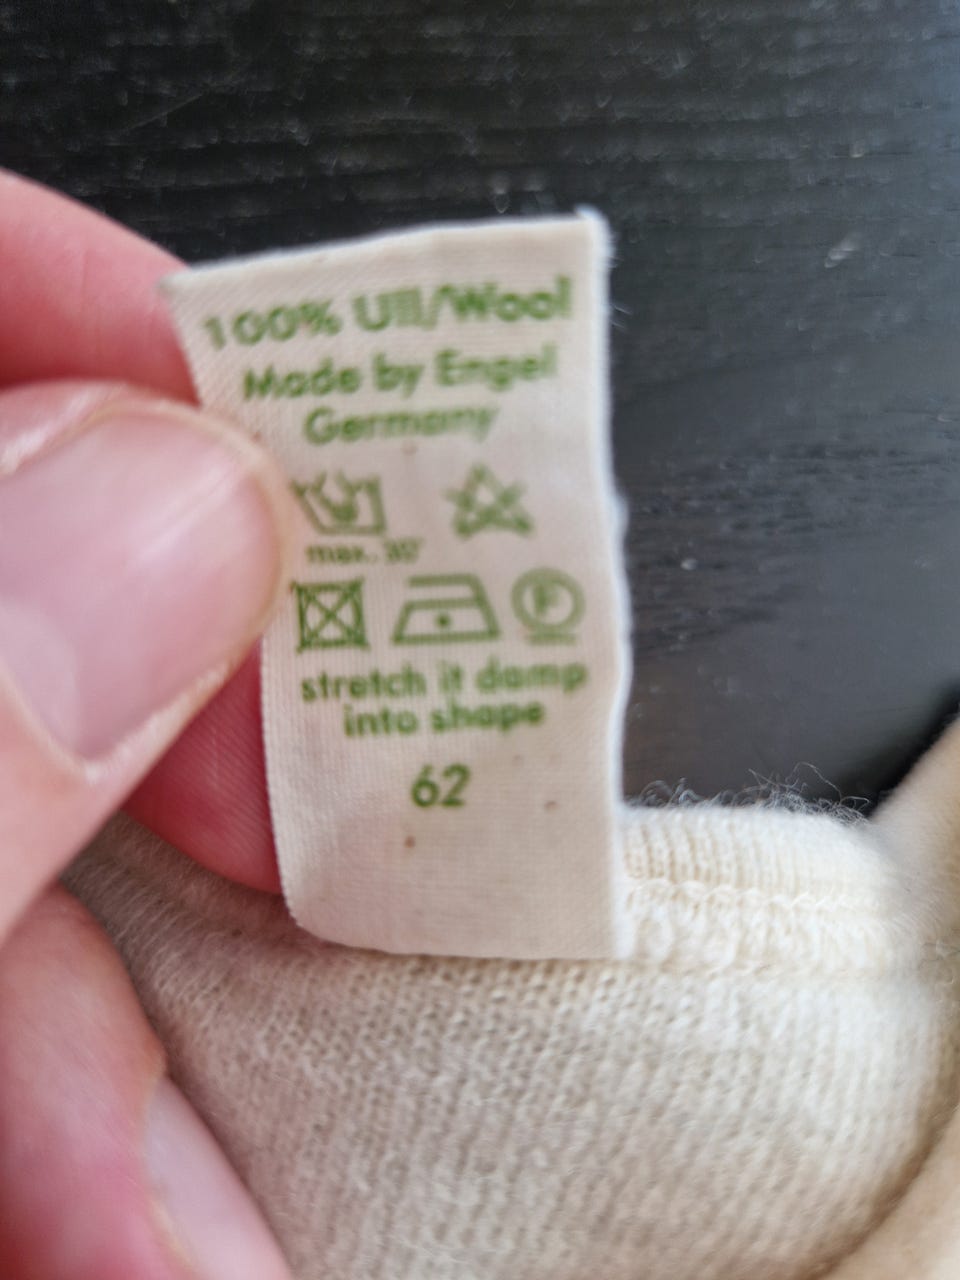 100% Ull/Wool
Made by Engel
Germany
max. 30°
F
stretch it damp
into shape
62